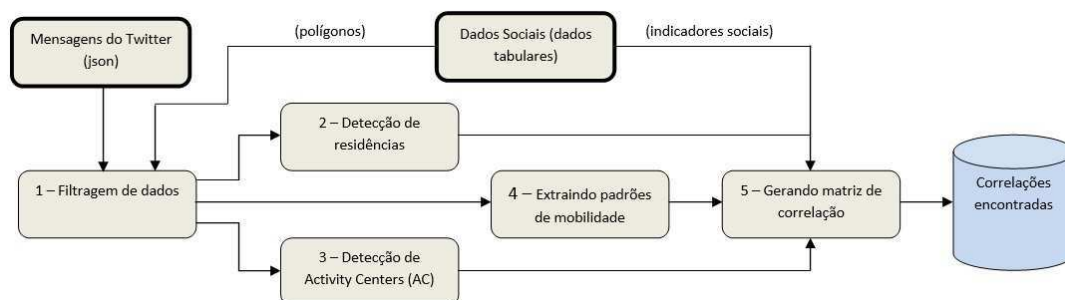 Mensagens do Twitter
(json)
(polígonos)
Dados Sociais (dados
tabulares)
(indicadores sociais)
2 – Detecção de
residências
1 – Filtragem de dados
4 – Extraindo padrões
de mobilidade
5 – Gerando matriz de
correlação
Correlações
encontradas
3 – Detecção de
Activity Centers (AC)